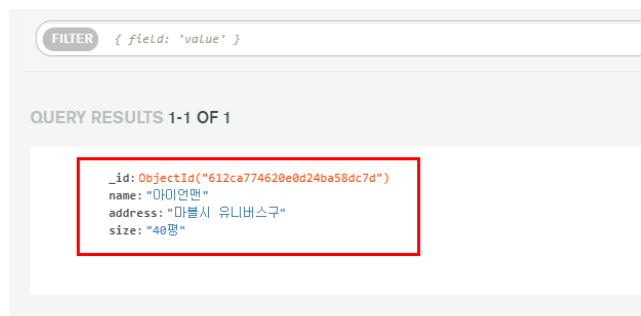 FILTER { field: 'value' }
QUERY RESULTS 1-1 OF 1
_id: ObjectId("612ca774620e0d24ba58dc7d")
name: "아이언맨"
address: "마블시 유니버스구"
size: "40평"